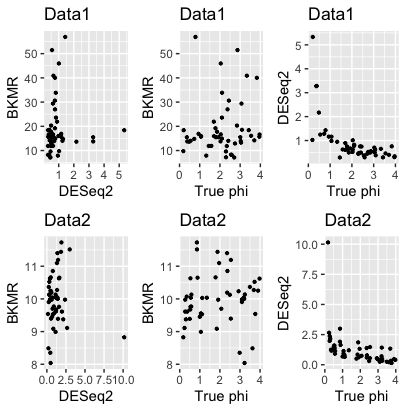 Data1
Data1
Data1
BKMR
50
40
30
20
10
1 2 3 4 5
DESeq2
BKMR
50
40
30
20
10
0 1 2 3 4
True phi
DESeq2
5
4
3
2
1
0 1 2 3 4
True phi
Data2
Data2
Data2
BKMR
11
10
9
8
0.0 2.5 5.0 7.5 10.0
DESeq2
BKMR
11
10
9
8
0 1 2 3 4
True phi
DESeq2
10.0
7.5
5.0
2.5
0.0
0 1 2 3 4
True phi